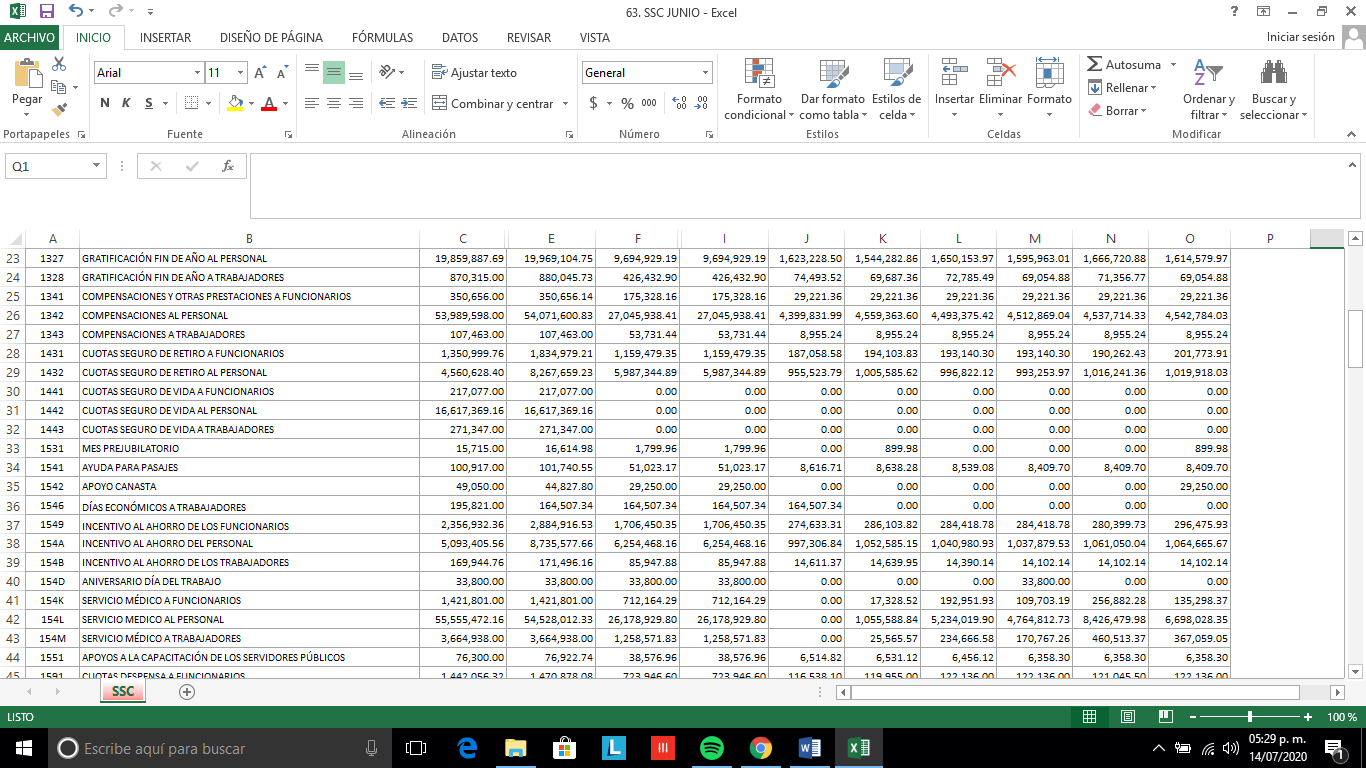 63. SSC JUNIO - Excel
ARCHIVO INICIO INSERTAR DISEÑO DE PÁGINA FÓRMULAS DATOS REVISAR VISTA Iniciar sesión
Arial 11 Ajustar texto General Autosuma
Pegar N K S Combinar y centrar $ % 000 Formato condicional Dar formato como tabla Estilos de celda Insertar Eliminar Formato Rellenar Borrar Ordenar y filtrar Buscar y seleccionar
Portapapeles Fuente Alineación Número Estilos Celdas Modificar
Q1 fx
A B C E F I J K L M N O P
23 1327 GRATIFICACIÓN FIN DE AÑO AL PERSONAL 19,859,887.69 19,969,104.75 9,694,929.19 9,694,929.19 1,623,228.50 1,544,282.86 1,650,153.97 1,595,963.01 1,666,720.88 1,614,579.97
24 1328 GRATIFICACIÓN FIN DE AÑO A TRABAJADORES 870,315.00 880,045.73 426,432.90 426,432.90 74,493.52 69,687.36 72,785.49 69,054.88 71,356.77 69,054.88
25 1341 COMPENSACIONES Y OTRAS PRESTACIONES A FUNCIONARIOS 350,656.00 350,656.14 175,328.16 175,328.16 29,221.36 29,221.36 29,221.36 29,221.36 29,221.36 29,221.36
26 1342 COMPENSACIONES AL PERSONAL 53,989,598.00 54,071,600.83 27,045,938.41 27,045,938.41 4,399,831.99 4,559,363.60 4,493,375.42 4,512,869.04 4,537,714.33 4,542,784.03
27 1343 COMPENSACIONES A TRABAJADORES 107,463.00 107,463.00 53,731.44 53,731.44 8,955.24 8,955.24 8,955.24 8,955.24 8,955.24 8,955.24
28 1431 CUOTAS SEGURO DE RETIRO A FUNCIONARIOS 1,350,999.76 1,834,979.21 1,159,479.35 1,159,479.35 187,058.58 194,103.83 193,140.30 193,140.30 190,262.43 201,773.91
29 1432 CUOTAS SEGURO DE RETIRO AL PERSONAL 4,560,628.40 8,267,659.23 5,987,344.89 5,987,344.89 955,523.79 1,005,585.62 996,822.12 993,253.97 1,016,241.36 1,019,918.03
30 1441 CUOTAS SEGURO DE VIDA A FUNCIONARIOS 217,077.00 217,077.00 0.00 0.00 0.00 0.00 0.00 0.00 0.00 0.00
31 1442 CUOTAS SEGURO DE VIDA AL PERSONAL 16,617,369.16 16,617,369.16 0.00 0.00 0.00 0.00 0.00 0.00 0.00 0.00
32 1443 CUOTAS SEGURO DE VIDA A TRABAJADORES 271,347.00 271,347.00 0.00 0.00 0.00 0.00 0.00 0.00 0.00 0.00
33 1531 MES PREJUBILATORIO 15,715.00 16,614.98 1,799.96 1,799.96 0.00 899.98 0.00 0.00 0.00 899.98
34 1541 AYUDA PARA PASAJES 100,917.00 101,740.55 51,023.17 51,023.17 8,616.71 8,638.28 8,539.08 8,409.70 8,409.70 8,409.70
35 1542 APOYO CANASTA 49,050.00 44,827.80 29,250.00 29,250.00 0.00 0.00 0.00 0.00 0.00 29,250.00
36 1546 DÍAS ECONÓMICOS A TRABAJADORES 195,821.00 164,507.34 164,507.34 164,507.34 164,507.34 0.00 0.00 0.00 0.00 0.00
37 1549 INCENTIVO AL AHORRO DE LOS FUNCIONARIOS 2,356,932.36 2,884,916.53 1,706,450.35 1,706,450.35 274,633.31 286,103.82 284,418.78 284,418.78 280,399.73 296,475.93
38 154A INCENTIVO AL AHORRO DEL PERSONAL 5,093,405.56 8,735,577.66 6,254,468.16 6,254,468.16 997,306.84 1,052,585.15 1,040,980.93 1,037,879.53 1,061,050.04 1,064,665.67
39 154B INCENTIVO AL AHORRO DE LOS TRABAJADORES 169,944.76 171,496.16 85,947.88 85,947.88 14,611.37 14,639.95 14,390.14 14,102.14 14,102.14 14,102.14
40 154D ANIVERSARIO DÍA DEL TRABAJO 33,800.00 33,800.00 33,800.00 33,800.00 0.00 0.00 0.00 33,800.00 0.00 0.00
41 154K SERVICIO MÉDICO A FUNCIONARIOS 1,421,801.00 1,421,801.00 712,164.29 712,164.29 0.00 17,328.52 192,951.93 109,703.19 256,882.28 135,298.37
42 154L SERVICIO MEDICO AL PERSONAL 55,555,472.16 54,528,012.33 26,178,929.80 26,178,929.80 0.00 1,055,588.84 5,234,019.90 4,764,812.73 8,426,479.98 6,698,028.35
43 154M SERVICIO MÉDICO A TRABAJADORES 3,664,938.00 3,664,938.00 1,258,571.83 1,258,571.83 0.00 25,565.57 234,666.58 170,767.26 460,513.37 367,059.05
44 1551 APOYOS A LA CAPACITACIÓN DE LOS SERVIDORES PÚBLICOS 76,300.00 76,922.74 38,576.96 38,576.96 6,514.82 6,531.12 6,456.12 6,358.30 6,358.30 6,358.30
45 1591 CUOTAS DESPENSA A FUNCIONARIOS 1,442,056.32 1,470,878.08 723,946.60 723,946.60 116,538.10 119,955.00 122,136.00 122,136.00 121,045.50 122,136.00
SSC
LISTO 100 %
Escribe aquí para buscar 05:29 p. m.
14/07/2020